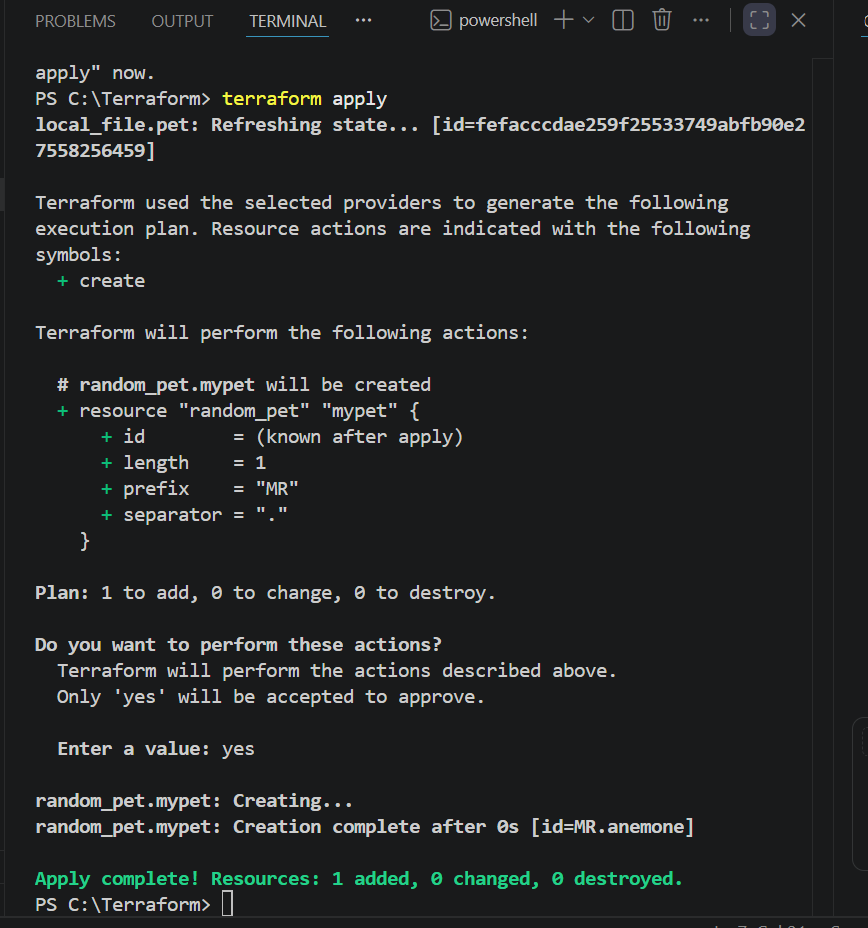 PROBLEMS OUTPUT TERMINAL ··· powershell ···
apply" now.
PS C:\Terraform> terraform apply
local_file.pet: Refreshing state... [id=fefacccdae259f25533749abfb90e2
7558256459]
Terraform used the selected providers to generate the following
execution plan. Resource actions are indicated with the following
symbols:
+ create
Terraform will perform the following actions:
# random_pet.mypet will be created
+ resource "random_pet" "mypet" {
+ id = (known after apply)
+ length = 1
+ prefix = "MR"
+ separator = "."
}
Plan: 1 to add, 0 to change, 0 to destroy.
Do you want to perform these actions?
Terraform will perform the actions described above.
Only 'yes' will be accepted to approve.
Enter a value: yes
random_pet.mypet: Creating...
random_pet.mypet: Creation complete after 0s [id=MR.anemone]
Apply complete! Resources: 1 added, 0 changed, 0 destroyed.
PS C:\Terraform>